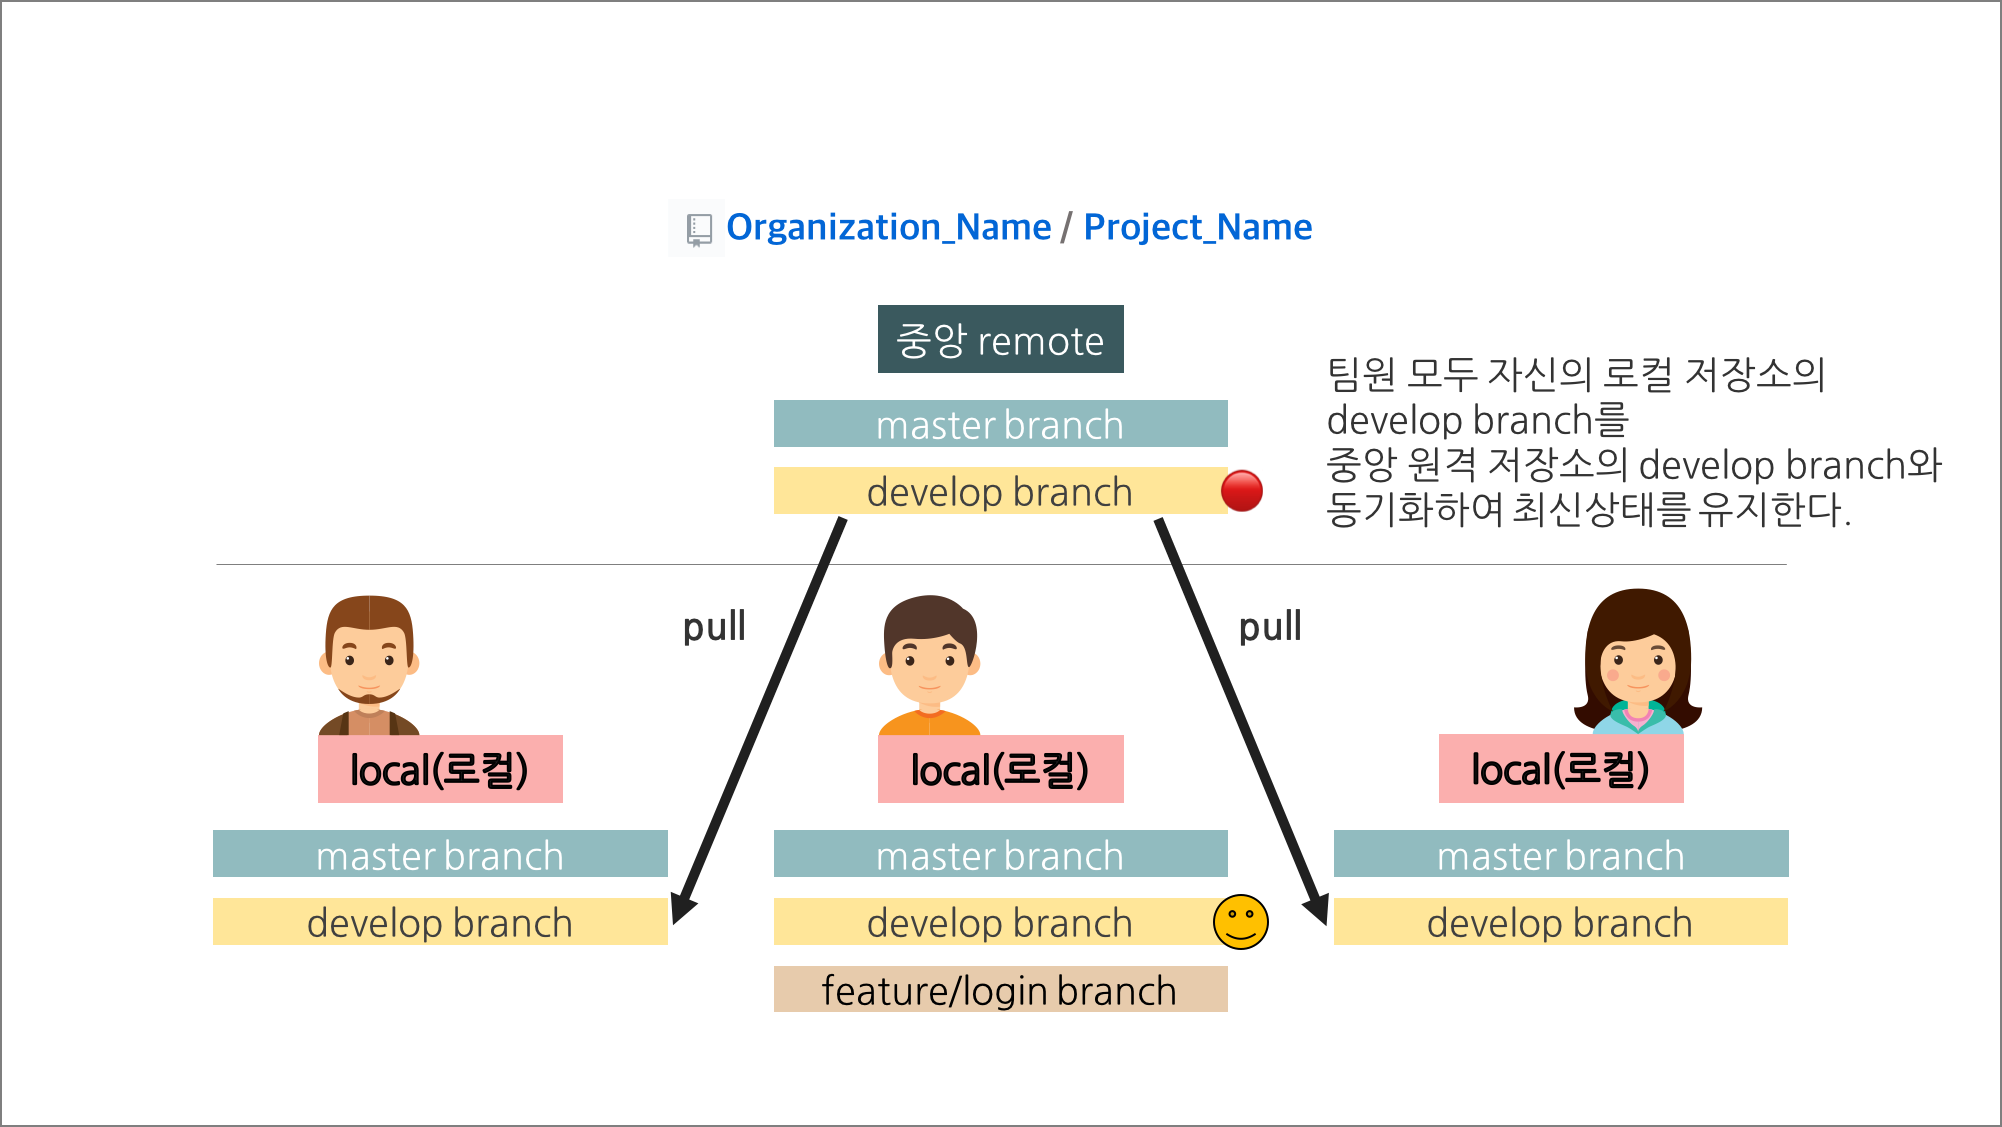 Organization_Name / Project_Name
중앙 remote
master branch
develop branch
팀원 모두 자신의 로컬 저장소의
develop branch를
중앙 원격 저장소의 develop branch와
동기화하여 최신상태를 유지한다.
pull
pull
local(로컬)
master branch
develop branch
local(로컬)
master branch
develop branch
feature/login branch
local(로컬)
master branch
develop branch